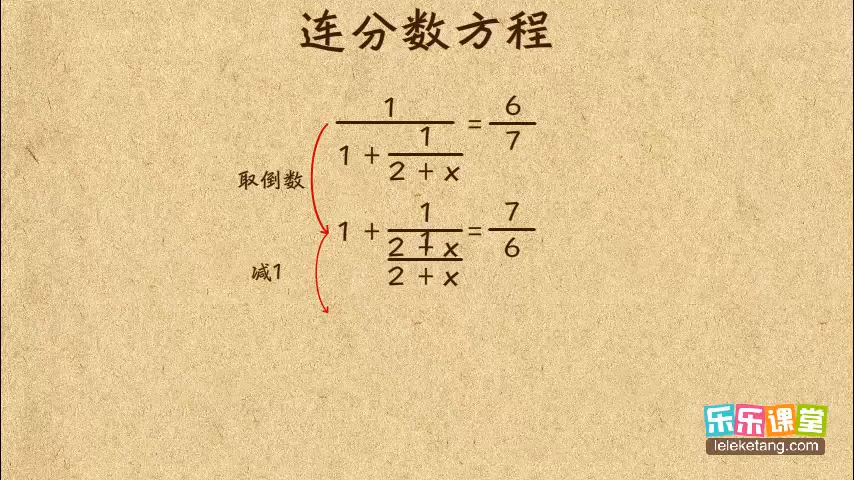 连分数方程
1
1 + 1
2 + x
= 6
7
取倒数
1 + 1
2 + x
= 7
6
减1
1
2 + x
乐乐课堂
leleketang.com